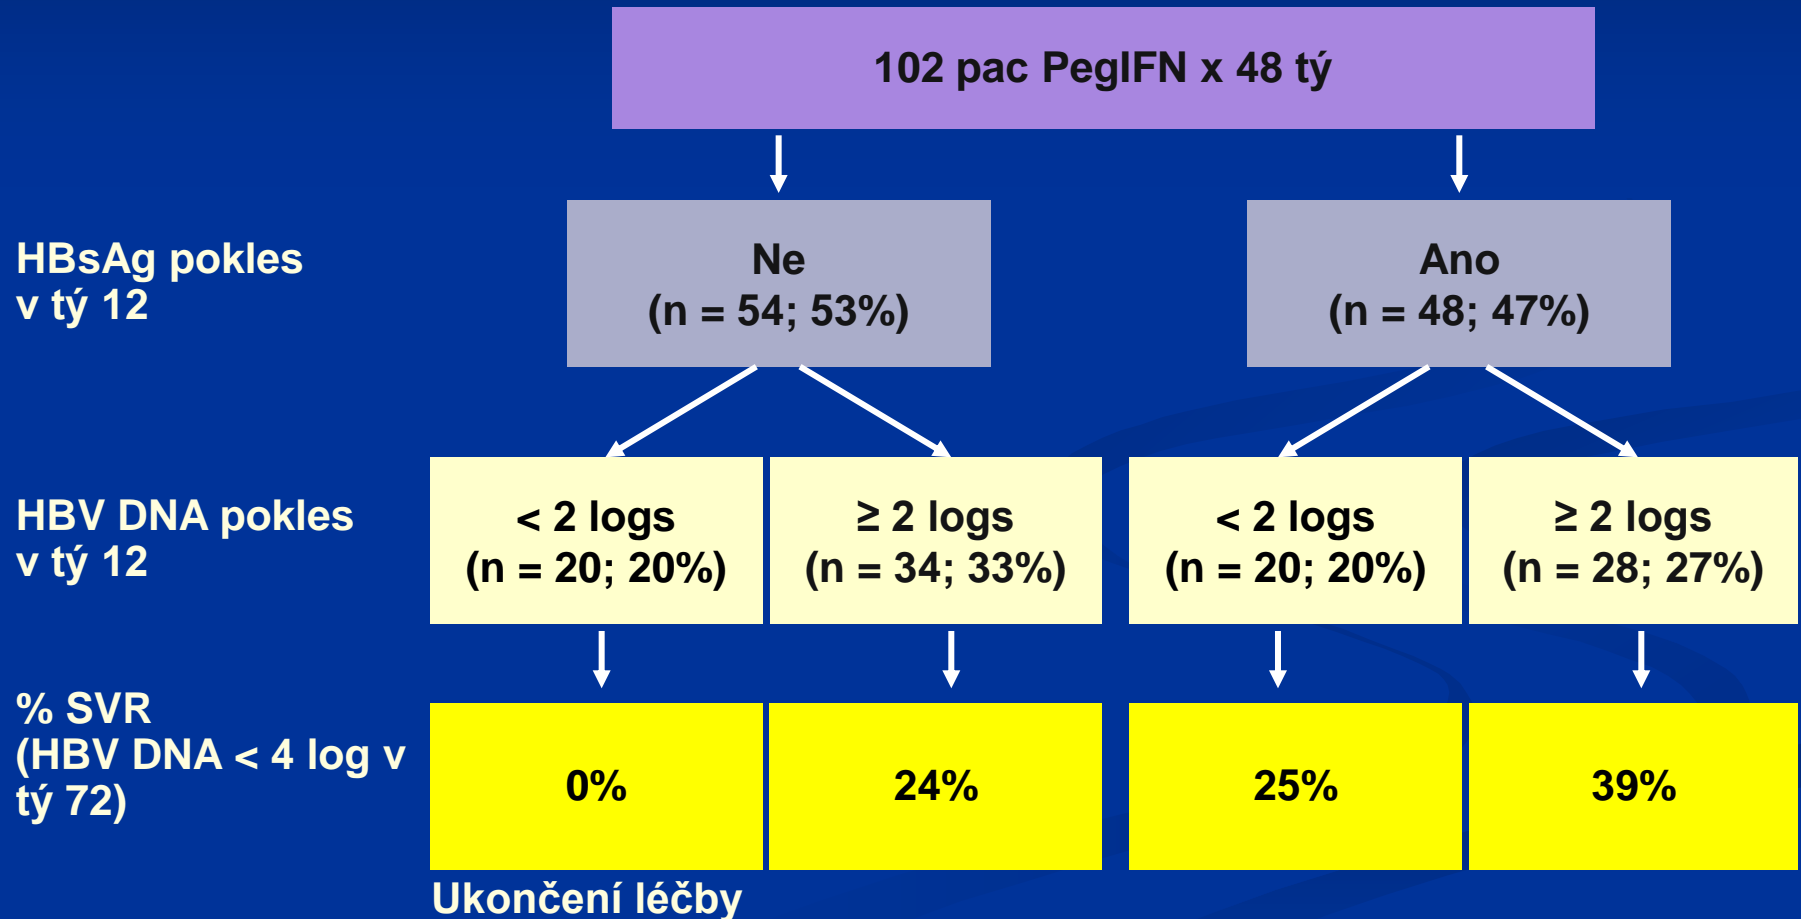 102 pac PegIFN x 48 tý
HBsAg pokles
v tý 12
Ne
(n = 54; 53%)
Ano
(n = 48; 47%)
HBV DNA pokles
v tý 12
< 2 logs
(n = 20; 20%)
≥ 2 logs
(n = 34; 33%)
< 2 logs
(n = 20; 20%)
≥ 2 logs
(n = 28; 27%)
% SVR
(HBV DNA < 4 log v
tý 72)
0%
24%
25%
39%
Ukončení léčby